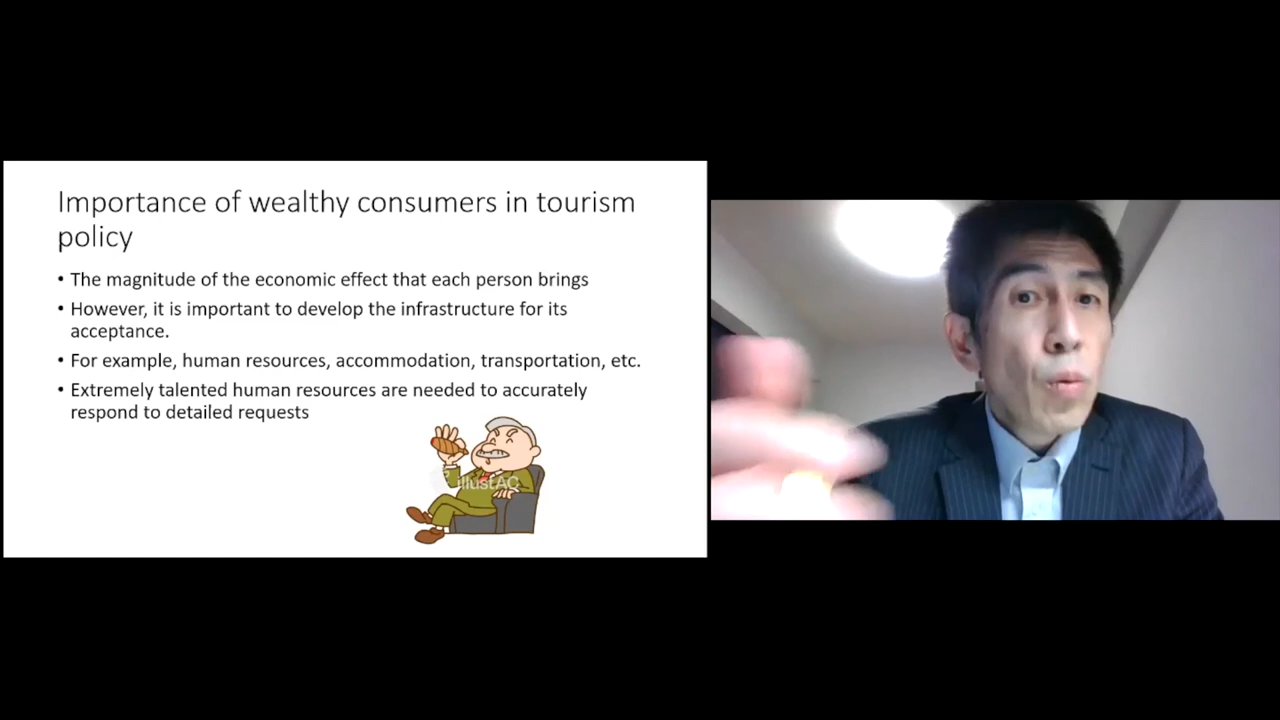 Importance of wealthy consumers in tourism
policy
• The magnitude of the economic effect that each person brings
• However, it is important to develop the infrastructure for its
acceptance.
• For example, human resources, accommodation, transportation, etc.
• Extremely talented human resources are needed to accurately
respond to detailed requests
illustAC